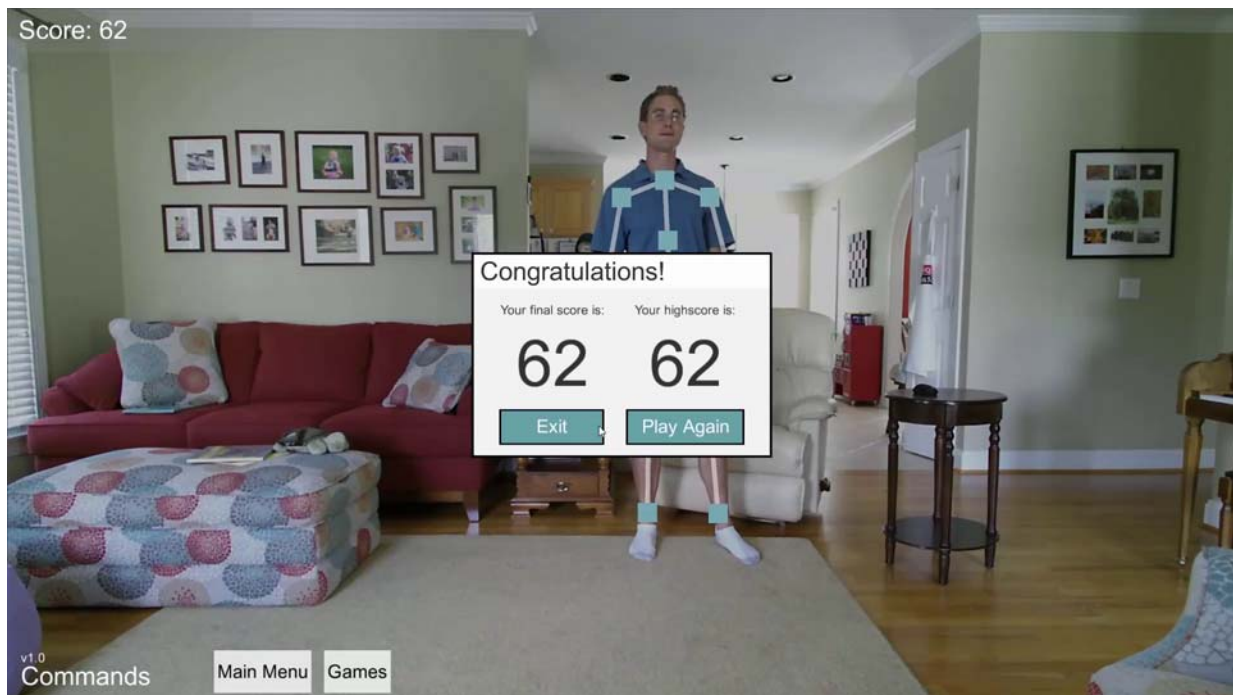 Score: 62
Congratulations!
Your final score is: Your highscore is:
62 62
Exit Play Again
v1.0
Commands Main Menu Games